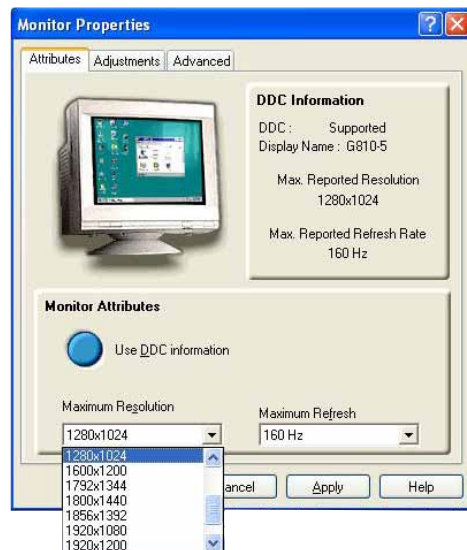 Monitor Properties
Attributes
Adjustments
Advanced
DDC Information
DDC : Supported
Display Name : G810-5
Max. Reported Resolution
1280x1024
Max. Reported Refresh Rate
160 Hz
Monitor Attributes
Use DDC information
Maximum Resolution
Maximum Refresh
1280x1024
160 Hz
1280x1024
1600x1200
1792x1344
1800x1440
1856x1392
1920x1080
1920x1200
Apply
Help